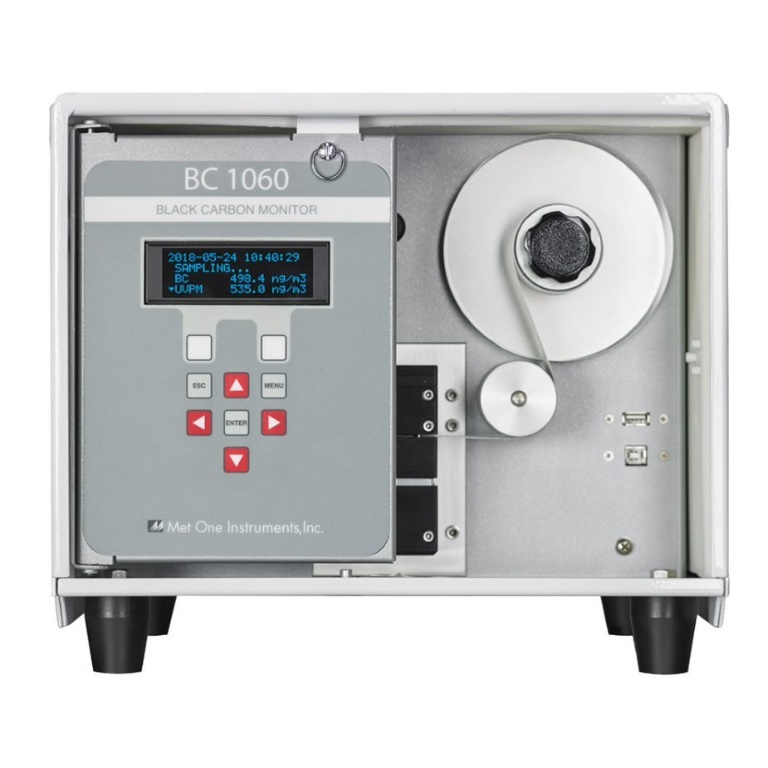 BC 1060
BLACK CARBON MONITOR
2018-05-24 10:40:29
SAMPLING...
BC 498.4 ng/m3
▾UVPM 535.0 ng/m3
ESC
MENU
ENTER
Met One Instruments,Inc.